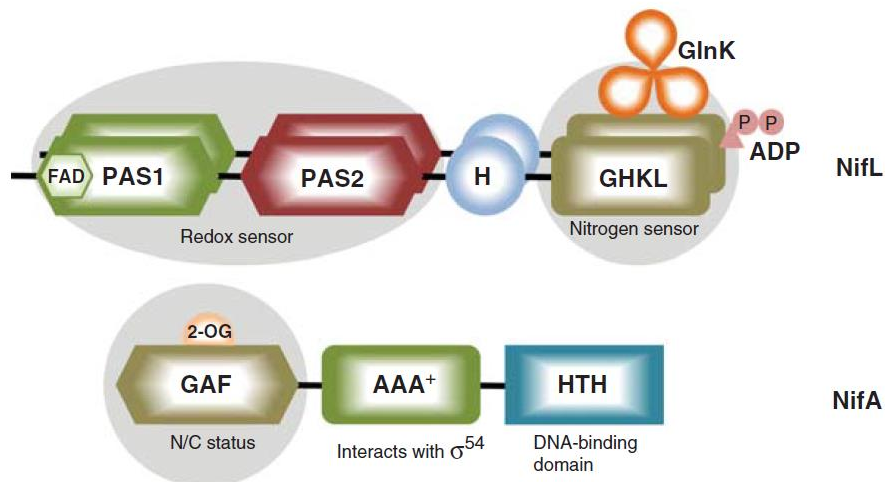 GlnK
P P
ADP
FAD PAS1
PAS2
H
GHKL
NifL
Redox sensor
Nitrogen sensor
2-OG
GAF
AAA+
HTH
NifA
N/C status
Interacts with σ54
DNA-binding
domain